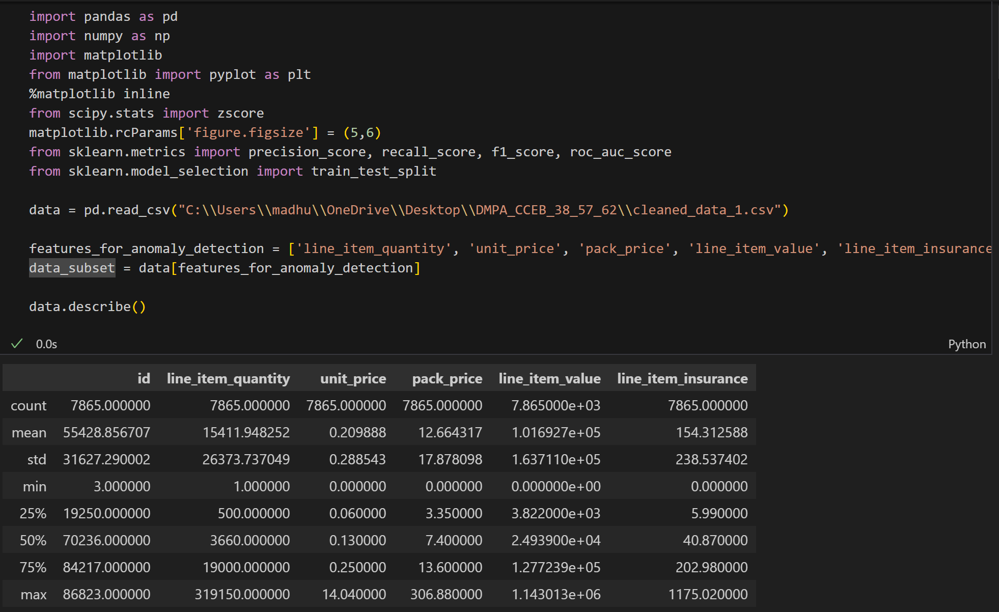 import pandas as pd
import numpy as np
import matplotlib
from matplotlib import pyplot as plt
%matplotlib inline
from scipy.stats import zscore
matplotlib.rcParams['figure.figsize'] = (5,6)
from sklearn.metrics import precision_score, recall_score, f1_score, roc_auc_score
from sklearn.model_selection import train_test_split
data = pd.read_csv("C:\\Users\\madhu\\OneDrive\\Desktop\\DMPA_CCEB_38_57_62\\cleaned_data_1.csv")
features_for_anomaly_detection = ['line_item_quantity', 'unit_price', 'pack_price', 'line_item_value', 'line_item_insurance
data_subset = data[features_for_anomaly_detection]
data.describe()
0.0s Python
id line_item_quantity unit_price pack_price line_item_value line_item_insurance
count 7865.000000 7865.000000 7865.000000 7865.000000 7.865000e+03 7865.000000
mean 55428.856707 15411.948252 0.209888 12.664317 1.016927e+05 154.312588
std 31627.290002 26373.737049 0.288543 17.878098 1.637110e+05 238.537402
min 3.000000 1.000000 0.000000 0.000000 0.000000e+00 0.000000
25% 19250.000000 500.000000 0.060000 3.350000 3.822000e+03 5.990000
50% 70236.000000 3660.000000 0.130000 7.400000 2.493900e+04 40.870000
75% 84217.000000 19000.000000 0.250000 13.600000 1.277239e+05 202.980000
max 86823.000000 319150.000000 14.040000 306.880000 1.143013e+06 1175.020000